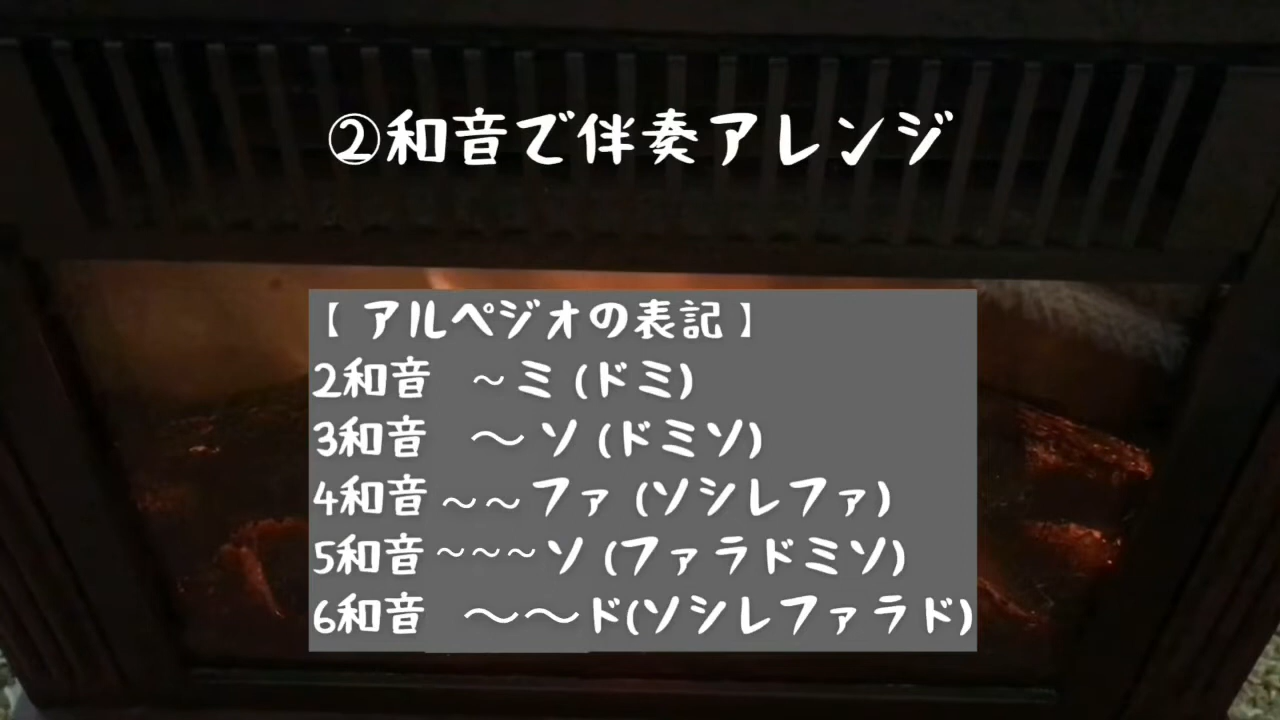 ②和音で伴奏アレンジ
【 アルペジオの表記 】
2和音 ~ミ (ドミ)
3和音 〜ソ (ドミソ)
4和音 ~~ファ (ソシレファ)
5和音 ~~~ソ (ファラドミソ)
6和音 〜〜ド(ソシレファラド)